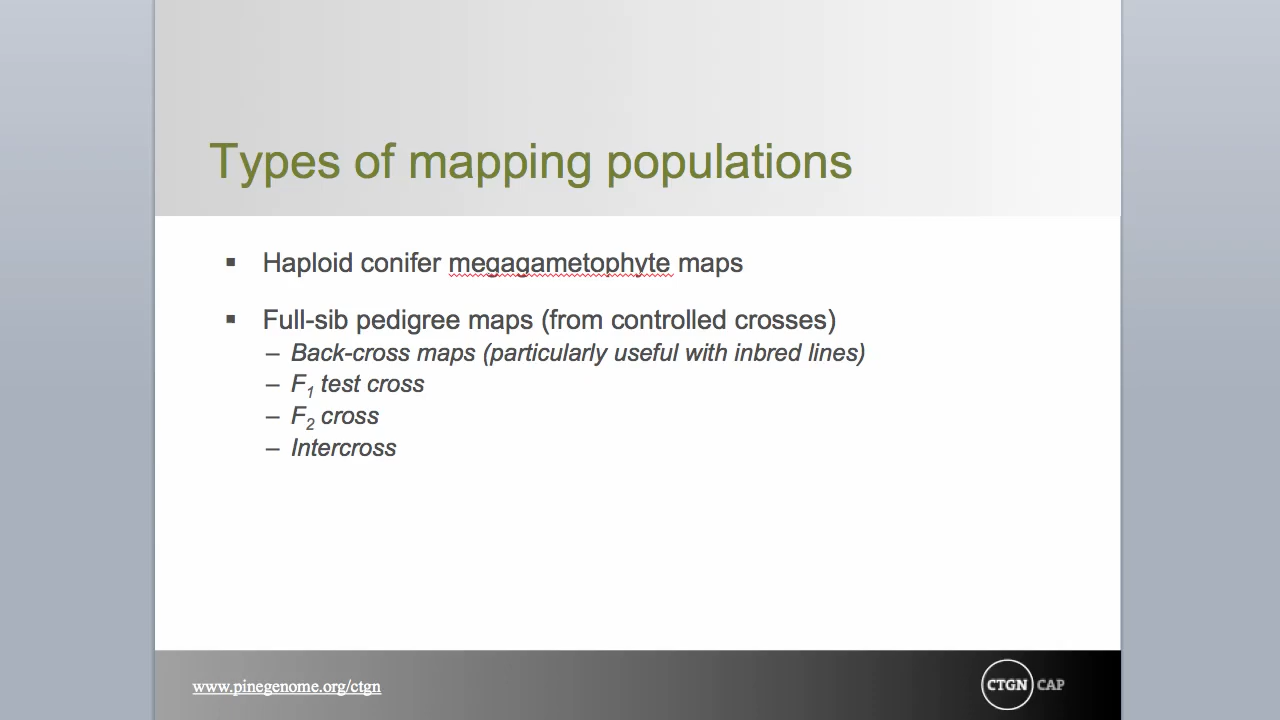 Types of mapping populations
▪ Haploid conifer megagametophyte maps
▪ Full-sib pedigree maps (from controlled crosses)
– Back-cross maps (particularly useful with inbred lines)
– F1 test cross
– F2 cross
– Intercross
www.pinegenome.org/ctgn
CTGN CAP